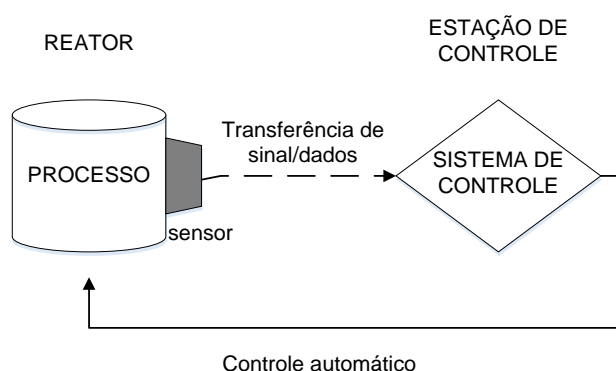 REATOR
ESTAÇÃO DE
CONTROLE
PROCESSO
sensor
Transferência de
sinal/dados
SISTEMA DE
CONTROLE
Controle automático